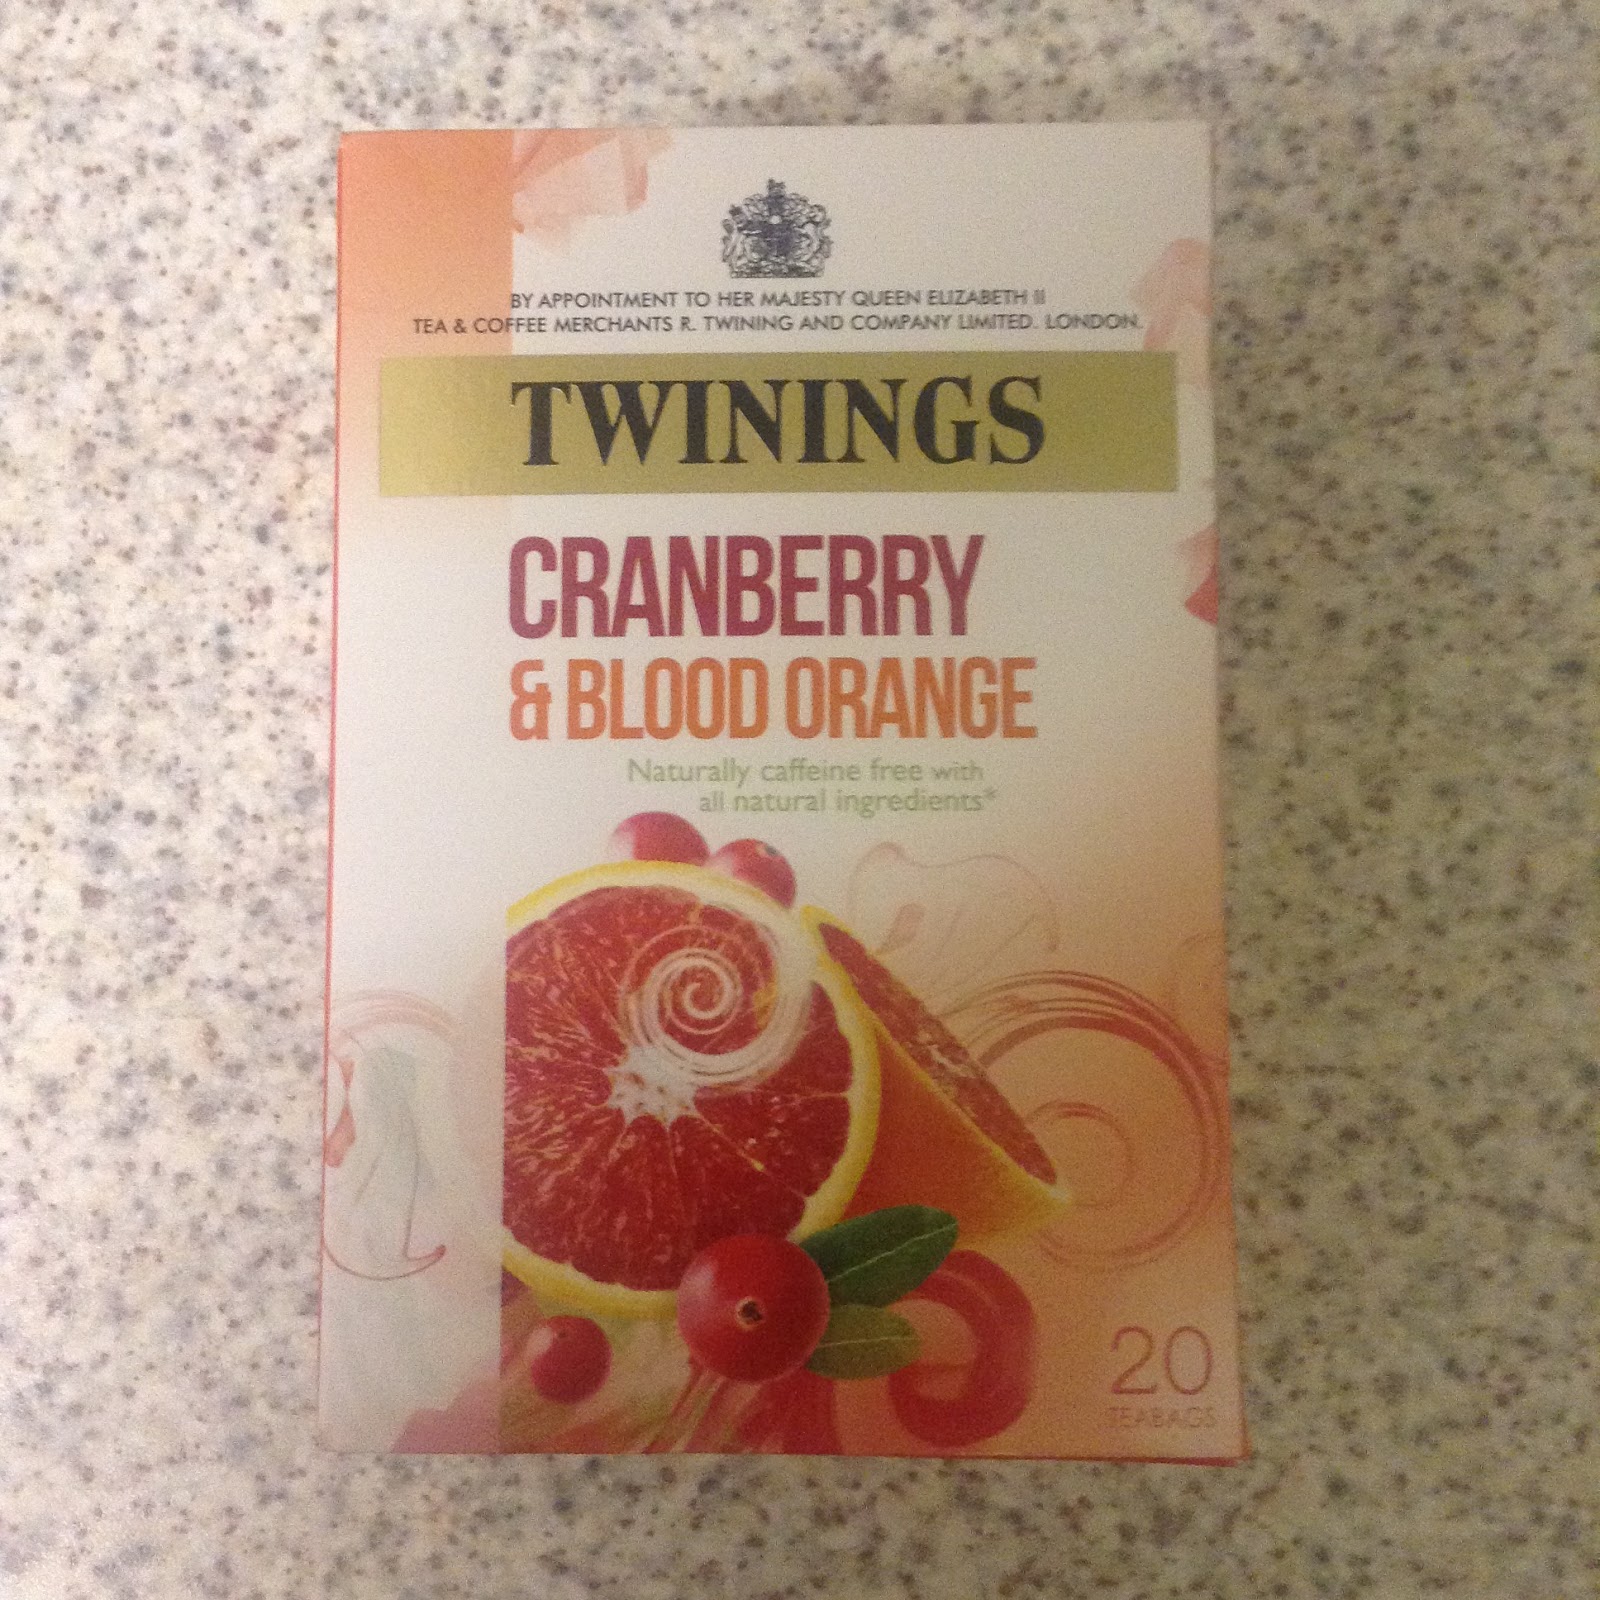 BY APPOINTMENT TO HER MAJESTY QUEEN ELIZABETH II
TEA & COFFEE MERCHANTS R. TWINING AND COMPANY LIMITED. LONDON.
TWININGS
CRANBERRY
& BLOOD ORANGE
Naturally caffeine free with
all natural ingredients*
20
TEABAGS